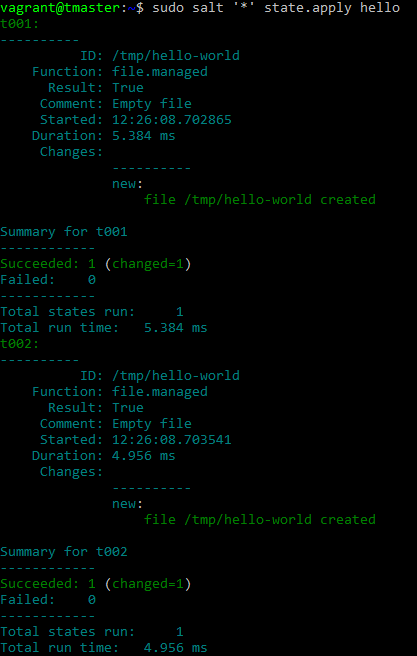 vagrant@tmaster:~$ sudo salt '*' state.apply hello
t001:
----------
          ID: /tmp/hello-world
    Function: file.managed
      Result: True
     Comment: Empty file
     Started: 12:26:08.702865
    Duration: 5.384 ms
     Changes:
              ----------
              new:
                  file /tmp/hello-world created

Summary for t001
------------
Succeeded: 1 (changed=1)
Failed:    0
------------
Total states run:     1
Total run time:   5.384 ms
t002:
----------
          ID: /tmp/hello-world
    Function: file.managed
      Result: True
     Comment: Empty file
     Started: 12:26:08.703541
    Duration: 4.956 ms
     Changes:
              ----------
              new:
                  file /tmp/hello-world created

Summary for t002
------------
Succeeded: 1 (changed=1)
Failed:    0
------------
Total states run:     1
Total run time:   4.956 ms